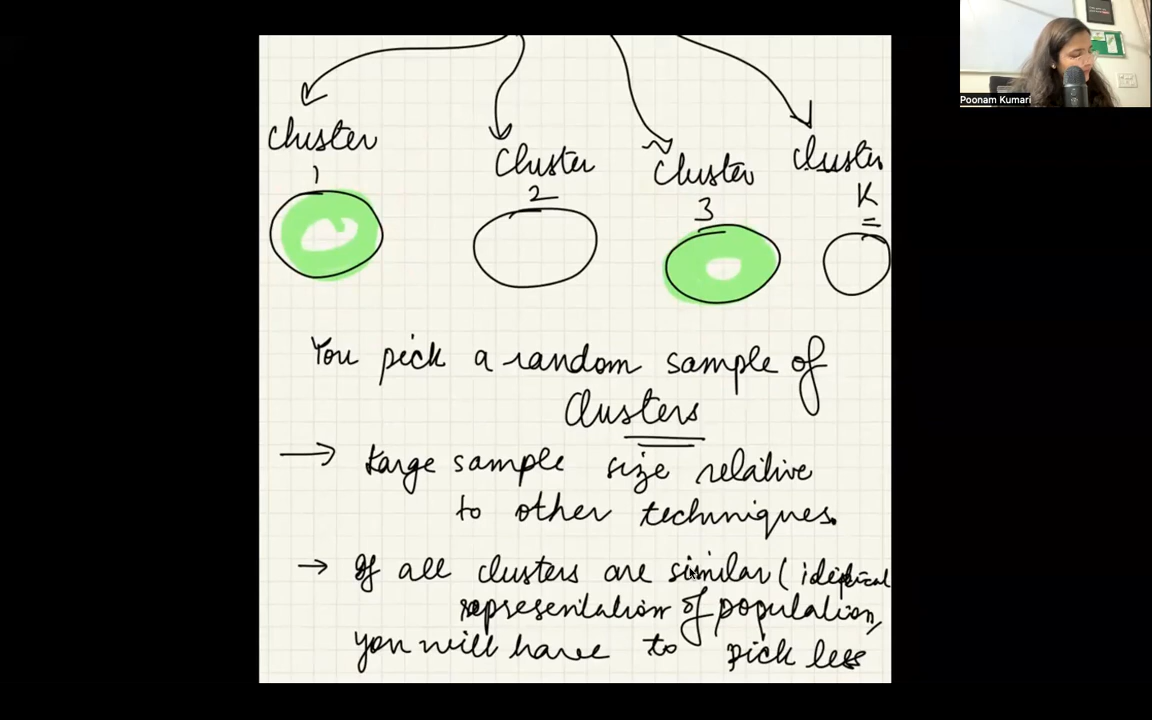 Poonam Kumari
Cluster
1
Cluster
2
Cluster
3
Cluster
K
You pick a random sample of
Clusters
→ Large sample size relative
to other techniques.
→ If all clusters are similar (identical
representation of population,
you will have to pick less